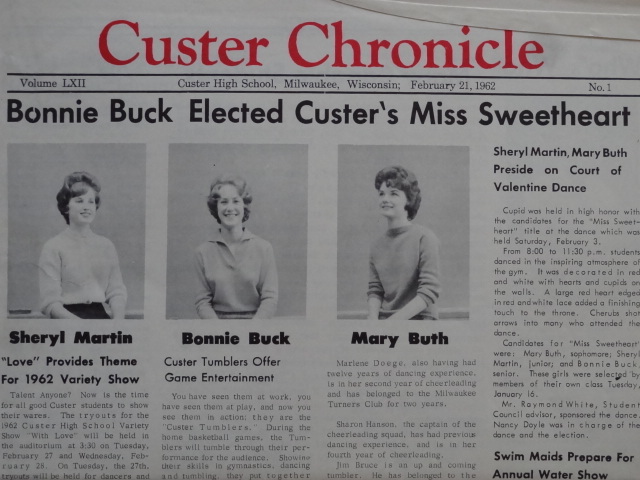 Custer Chronicle
Volume LXII Custer High School, Milwaukee, Wisconsin; February 21, 1962 No. 1
Bonnie Buck Elected Custer's Miss Sweetheart
Sheryl Martin
"Love" Provides Theme
For 1962 Variety Show
Talent Anyone? Now is the time
for all good Custer students to show
their wares. The tryouts for the
1962 Custer High School Variety
Show "With Love" will be held in
the auditorium at 3:30 on Tuesday,
February 27 and Wednesday, Feb-
ruary 28. On Tuesday, the 27th,
tryouts will be held for dancers and
Bonnie Buck
Custer Tumblers Offer
Game Entertainment
You have seen them at work, you
have seen them at play, and now you
see them in action; they are the
"Custer Tumblers." During the
home basketball games, the Tum-
blers will tumble through their per-
formance for the audience. Showing
their skills in gymnastics, dancing
and tumbling, they put together
Mary Buth
Marlene Doege, also having had
twelve years of dancing experience,
is in her second year of cheerleading
and has belonged to the Milwaukee
Turners Club for two years.
Sharon Hanson, the captain of the
cheerleading squad, has had previous
dancing experience, and is in her
fourth year of cheerleading.
Jim Bruce is an up and coming
tumbler. He has belonged to the
Sheryl Martin, Mary Buth
Preside on Court of
Valentine Dance
Cupid was held in high honor with
the candidates for the "Miss Sweet-
heart" title at the dance which was
held Saturday, February 3.
From 8:00 to 11:30 p.m. students
danced in the inspiring atmosphere of
the gym. It was decorated in red
and white with hearts and cupids on
the walls. A large red heart edged
in red and white lace added a finishing
touch to the throne. Cherubs shot
arrows into many who attended the
dance.
Candidates for "Miss Sweetheart"
were: Mary Buth, sophomore; Sheryl
Martin, junior; and Bonnie Buck,
senior. These girls were selected by
members of their own class Tuesday,
January 16.
Mr. Raymond White, Student
Council advisor, sponsored the dance.
Nancy Doyle was in charge of the
dance and the election.
Swim Maids Prepare For
Annual Water Show